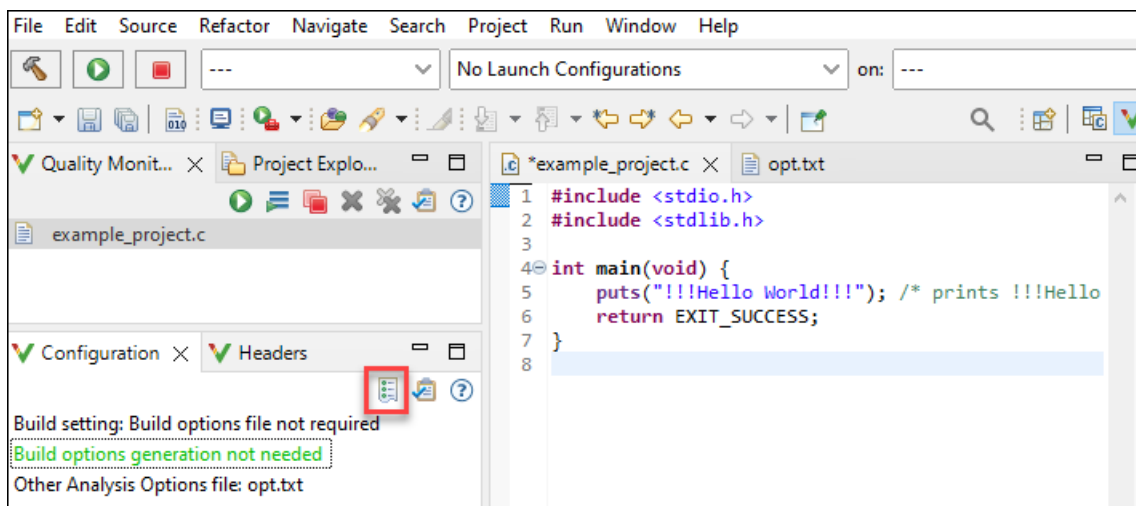 File Edit Source Refactor Navigate Search Project Run Window Help
--- No Launch Configurations on: ---
010
Quality Monit... Project Explo...
*example_project.c opt.txt
example_project.c
1 #include <stdio.h>
2 #include <stdlib.h>
3
4 int main(void) {
5 puts("!!!Hello World!!!"); /* prints !!!Hello
6 return EXIT_SUCCESS;
7 }
8
Configuration Headers
Build setting: Build options file not required
Build options generation not needed
Other Analysis Options file: opt.txt